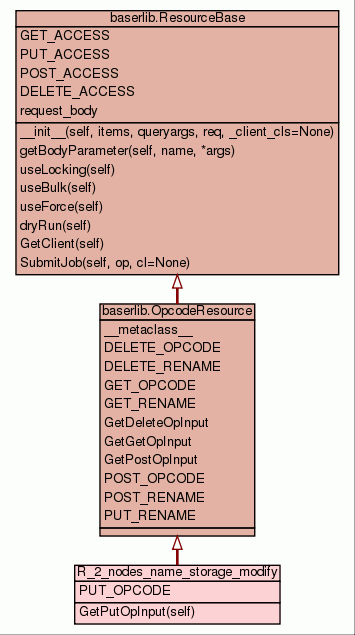 baserlib.ResourceBase
GET_ACCESS
PUT_ACCESS
POST_ACCESS
DELETE_ACCESS
request_body
__init__(self, items, queryargs, req, _client_cls=None)
getBodyParameter(self, name, *args)
useLocking(self)
useBulk(self)
useForce(self)
dryRun(self)
GetClient(self)
SubmitJob(self, op, cl=None)
baserlib.OpcodeResource
__metaclass__
DELETE_OPCODE
DELETE_RENAME
GET_OPCODE
GET_RENAME
GetDeleteOpInput
GetGetOpInput
GetPostOpInput
POST_OPCODE
POST_RENAME
PUT_RENAME
R_2_nodes_name_storage_modify
PUT_OPCODE
GetPutOpInput(self)